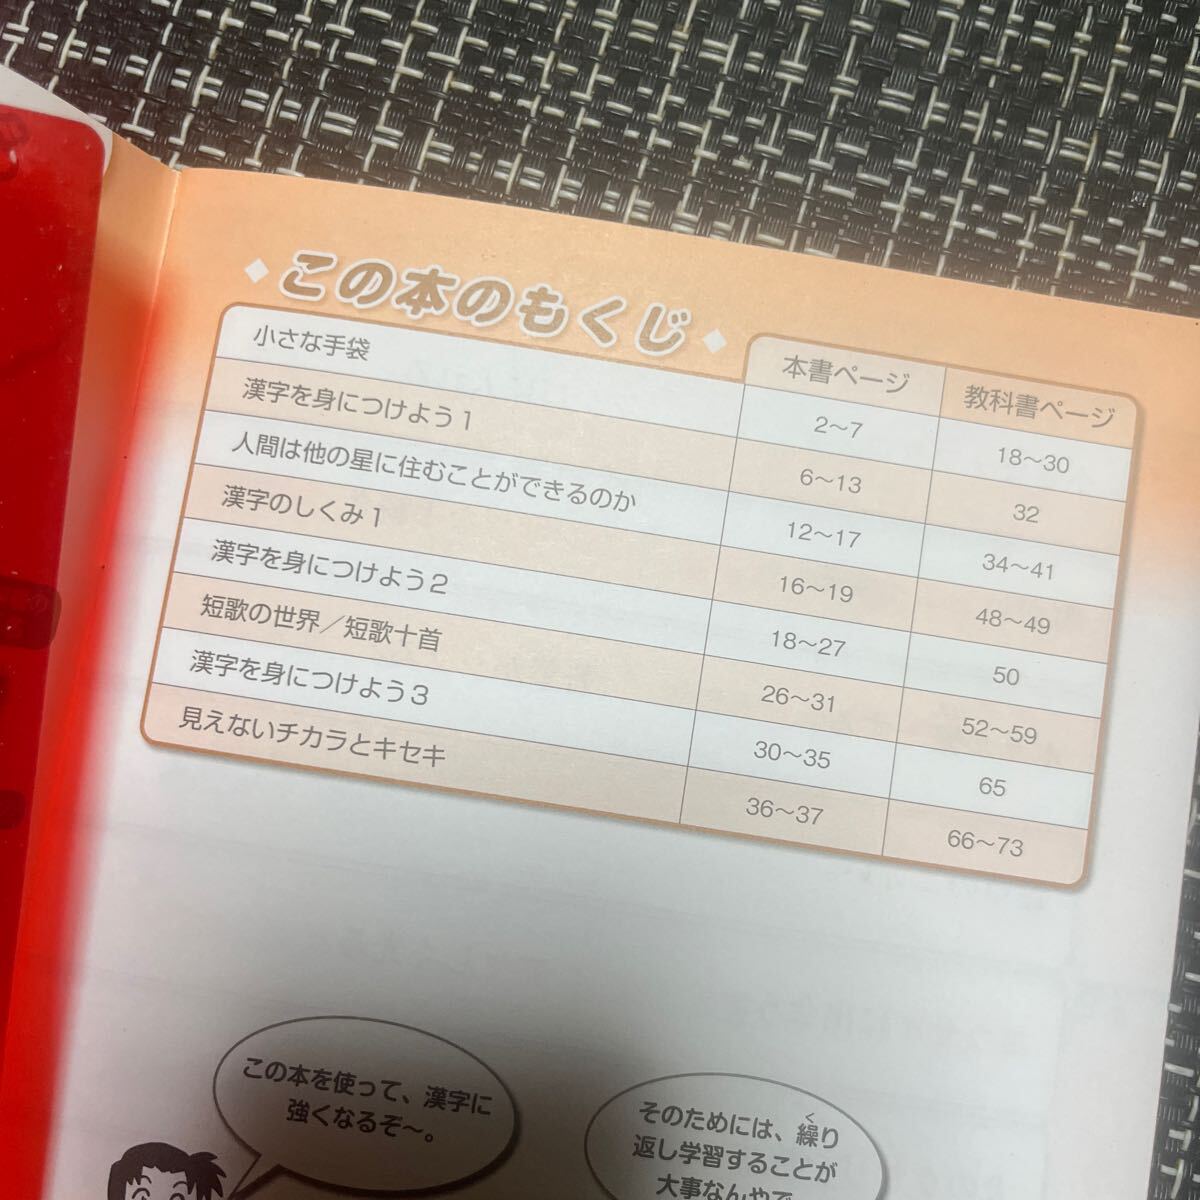 この本のもくじ
本書ページ 教科書ページ
小さな手袋 2〜7 18〜30
漢字を身につけよう1 6〜13 32
人間は他の星に住むことができるのか 12〜17 34〜41
漢字のしくみ1 16〜19 48〜49
漢字を身につけよう2 18〜27 50
短歌の世界／短歌十首 26〜31 52〜59
漢字を身につけよう3 30〜35 65
見えないチカラとキセキ 36〜37 66〜73
この本を使って、漢字に
強くなるぞ〜。
く
そのためには、繰り
返し学習することが
大事なんやで